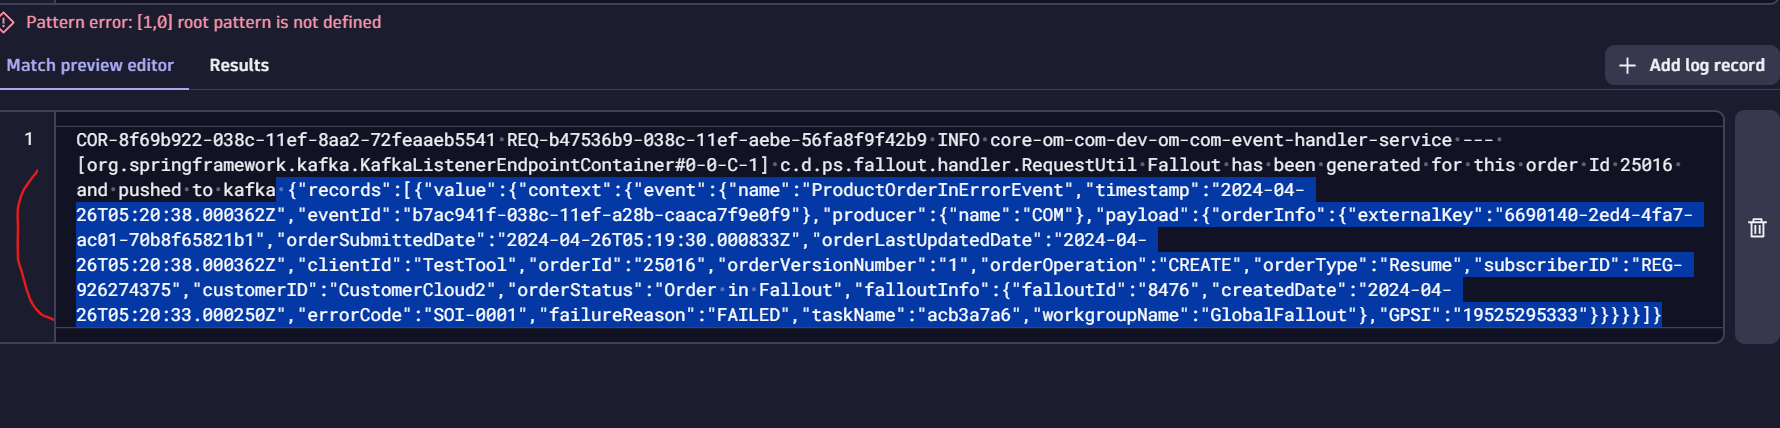 Pattern error: [1,0] root pattern is not defined
Match preview editor Results
+ Add log record
1
COR-8f69b922-038c-11ef-8aa2-72feaaeb5541 REQ-b47536b9-038c-11ef-aebe-56fa8f9f42b9 INFO core-om-com-dev-om-com-event-handler-service ---
[org.springframework.kafka.KafkaListenerEndpointContainer#0-0-C-1] c.d.ps.fallout.handler.RequestUtil Fallout has been generated for this order Id 25016
and pushed to kafka {"records":[{"value":{"context":{"event":{"name":"ProductOrderInErrorEvent","timestamp":"2024-04-
26T05:20:38.000362Z","eventId":"b7ac941f-038c-11ef-a28b-caaca7f9e0f9"},"producer":{"name":"COM"},"payload":{"orderInfo":{"externalKey":"6690140-2ed4-4fa7-
ac01-70b8f65821b1","orderSubmittedDate":"2024-04-26T05:19:30.000833Z","orderLastUpdatedDate":"2024-04-
26T05:20:38.000362Z","clientId":"TestTool","orderId":"25016","orderVersionNumber":"1","orderOperation":"CREATE","orderType":"Resume","subscriberID":"REG-
926274375","customerID":"CustomerCloud2","orderStatus":"Order in Fallout","falloutInfo":{"falloutId":"8476","createdDate":"2024-04-
26T05:20:33.000250Z","errorCode":"SOI-0001","failureReason":"FAILED","taskName":"acb3a7a6","workgroupName":"GlobalFallout"},"GPSI":"19525295333"}}}}}]}